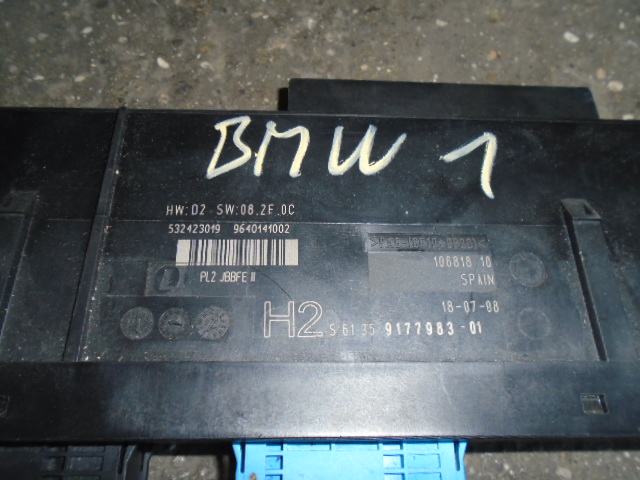 BMW 1
HW:D2 SW:08.2F.0C
532423019 9640141002
106818 10
SPAIN
PL2 JBBFE II
18-07-08
H2 S 61.35 9177983-01